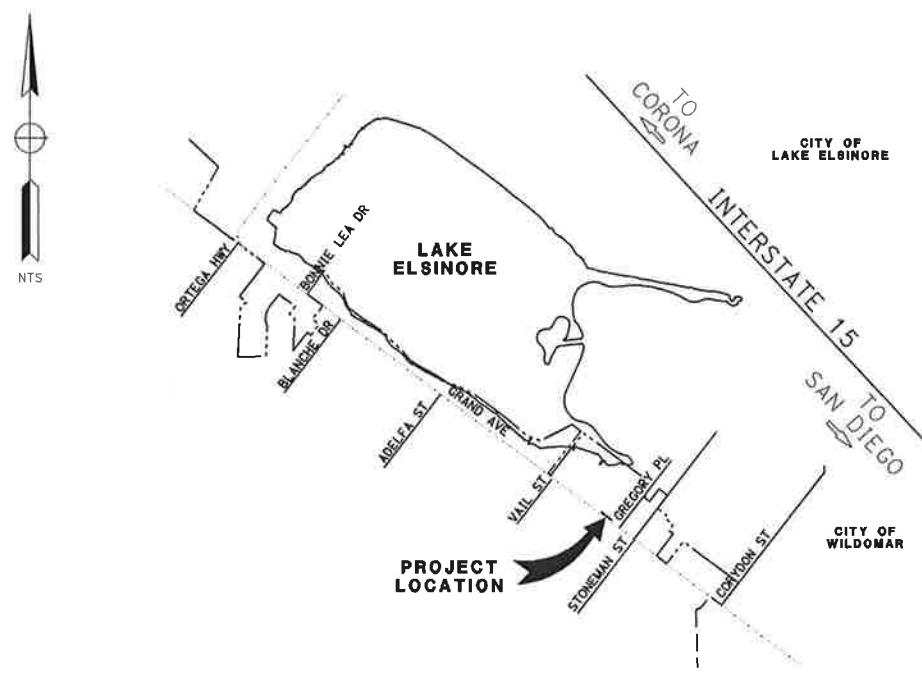 NTS
TO
CORONA
CITY OF
LAKE ELSINORE
INTERSTATE 15
LAKE
ELSINORE
BONNIE LEA DR
ORTEGA HWY
BLANCHE DR
GRAND AVE
ADELFA ST
TO
SAN DIEGO
VAIL ST
GREGORY PL
STONEMAN ST
CORYDON ST
CITY OF
WILDOMAR
PROJECT
LOCATION